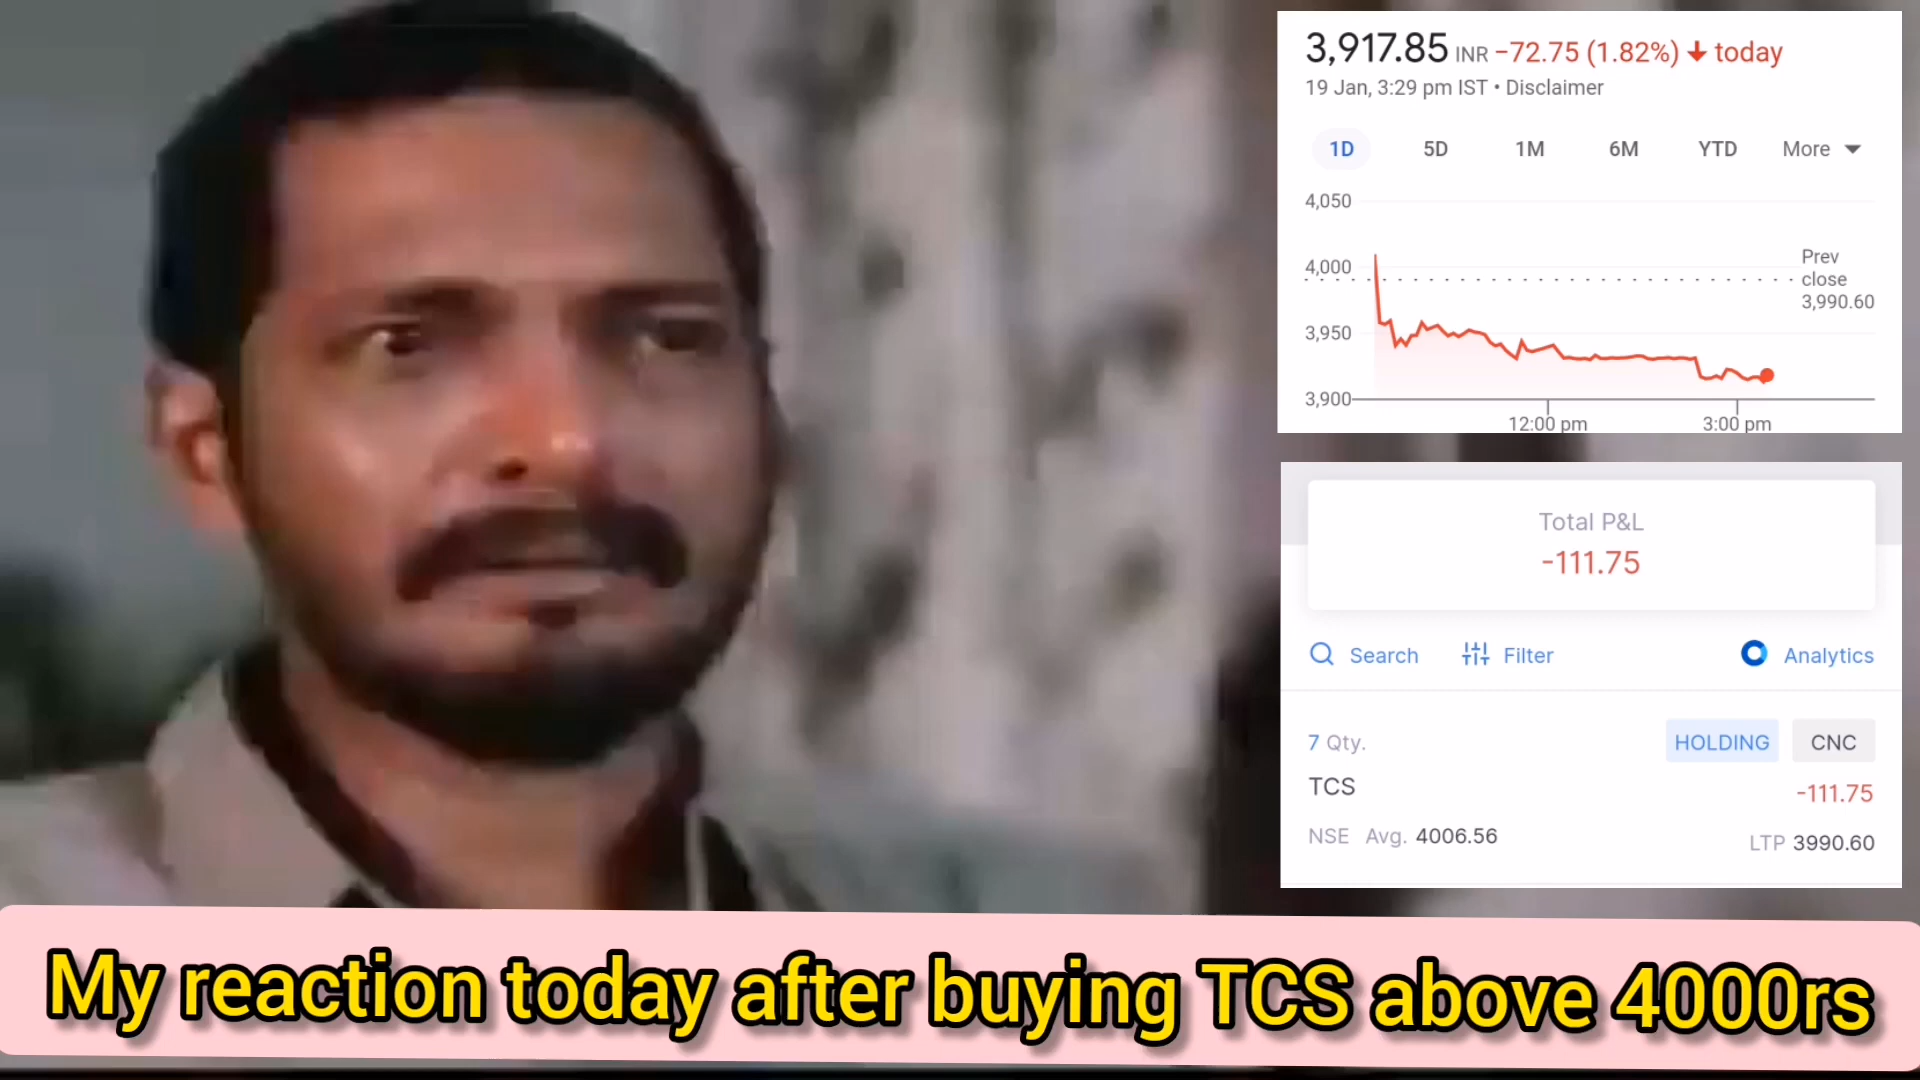 3,917.85 INR −72.75 (1.82%) ↓ today
19 Jan, 3:29 pm IST • Disclaimer
1D 5D 1M 6M YTD More
4,050
4,000
3,950
3,900
Prev
close
3,990.60
12:00 pm 3:00 pm
Total P&L
-111.75
Search Filter Analytics
7 Qty. HOLDING CNC
TCS -111.75
NSE Avg. 4006.56 LTP 3990.60
My reaction today after buying TCS above 4000rs